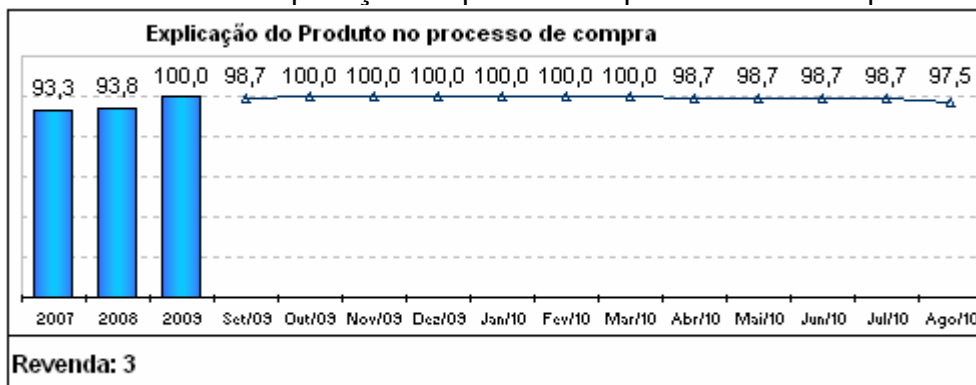 Explicação do Produto no processo de compra
93,3 93,8 100,0 98,7 100,0 100,0 100,0 100,0 100,0 100,0 98,7 98,7 98,7 98,7 97,5
2007 2008 2009 Set/09 Out/09 Nov/09 Dez/09 Jan/10 Fev/10 Mar/10 Abr/10 Mai/10 Jun/10 Jul/10 Ago/10
Revenda: 3